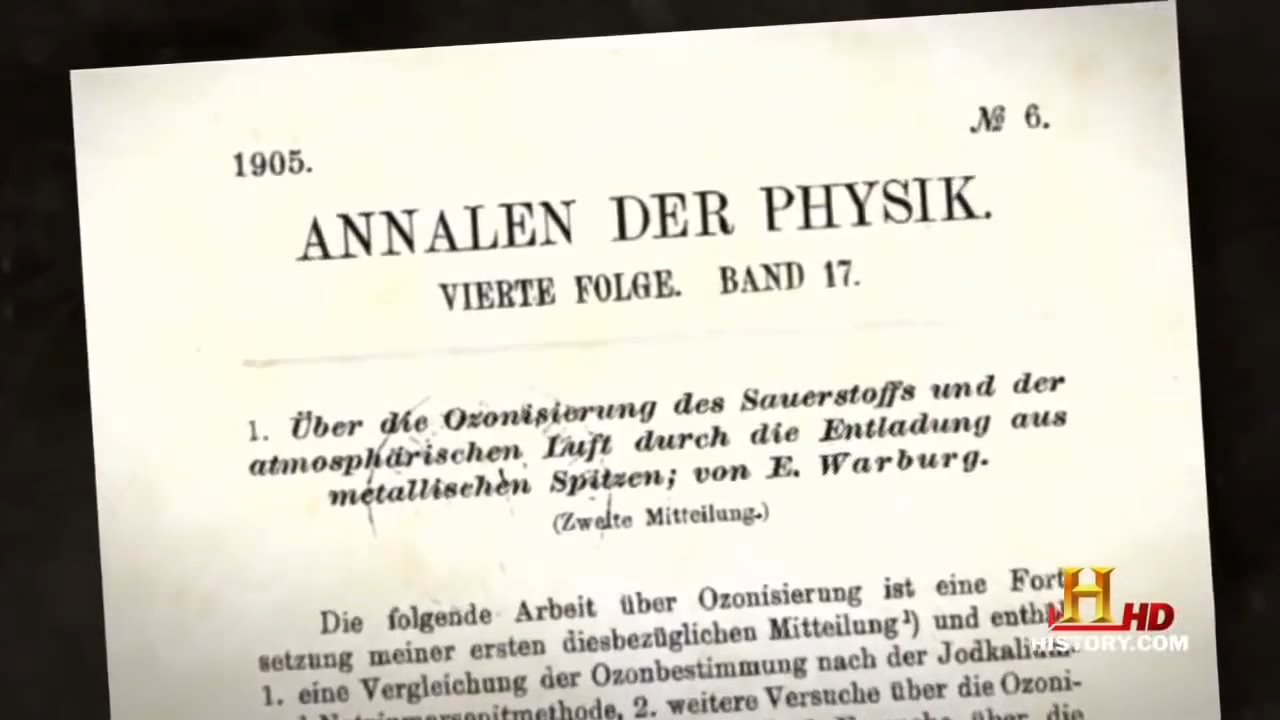 1905.
№ 6.
ANNALEN DER PHYSIK.
VIERTE FOLGE. BAND 17.
1. Über die Ozonisierung des Sauerstoffs und der
atmosphärischen Luft durch die Entladung aus
metallischen Spitzen; von E. Warburg.
(Zweite Mitteilung.)
Die folgende Arbeit über Ozonisierung ist eine Fort
setzung meiner ersten diesbezüglichen Mitteilung¹) und
1. eine Vergleichung der Ozonbestimmung nach der
2. weitere Versuche über die Ozoni-
über die
H HD
HISTORY.COM